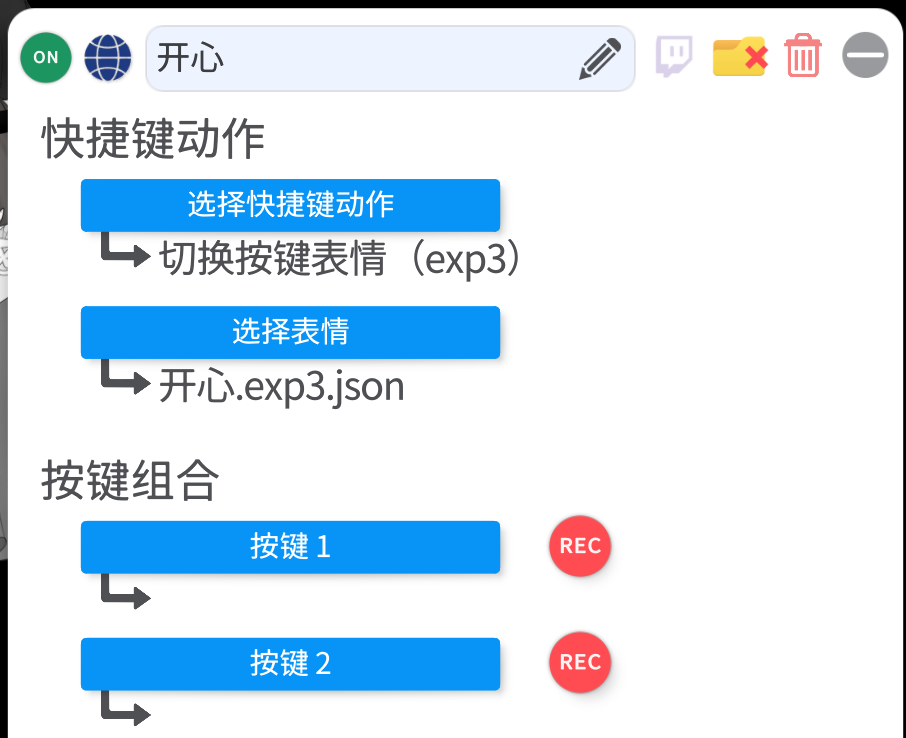 ON
开心
快捷键动作
选择快捷键动作
切换按键表情（exp3）
选择表情
开心.exp3.json
按键组合
按键 1
REC
按键 2
REC